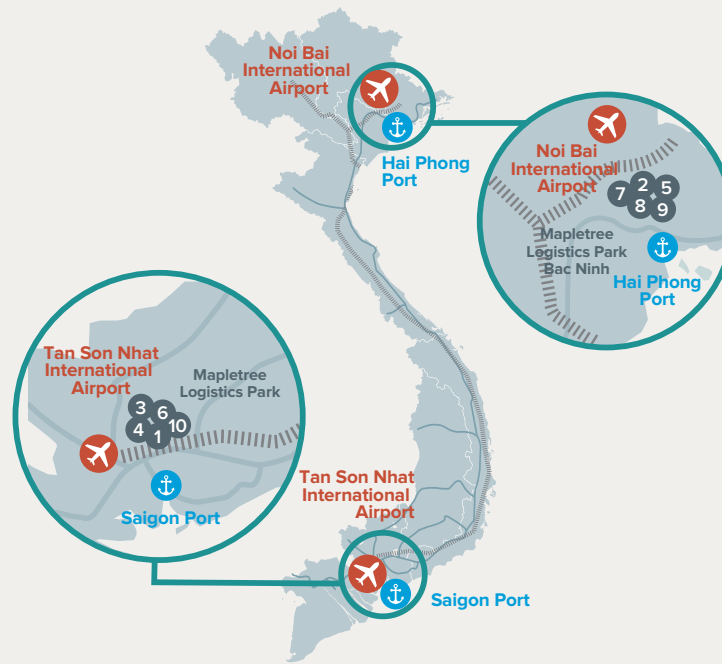 Noi Bai
International
Airport
Hai Phong
Port
Noi Bai
International
Airport
2
5
7
8
9
Mapletree
Logistics Park
Bac Ninh
Hai Phong
Port
Tan Son Nhat
International
Airport
Mapletree
Logistics Park
3
6
4
1
10
Saigon Port
Tan Son Nhat
International
Airport
Saigon Port